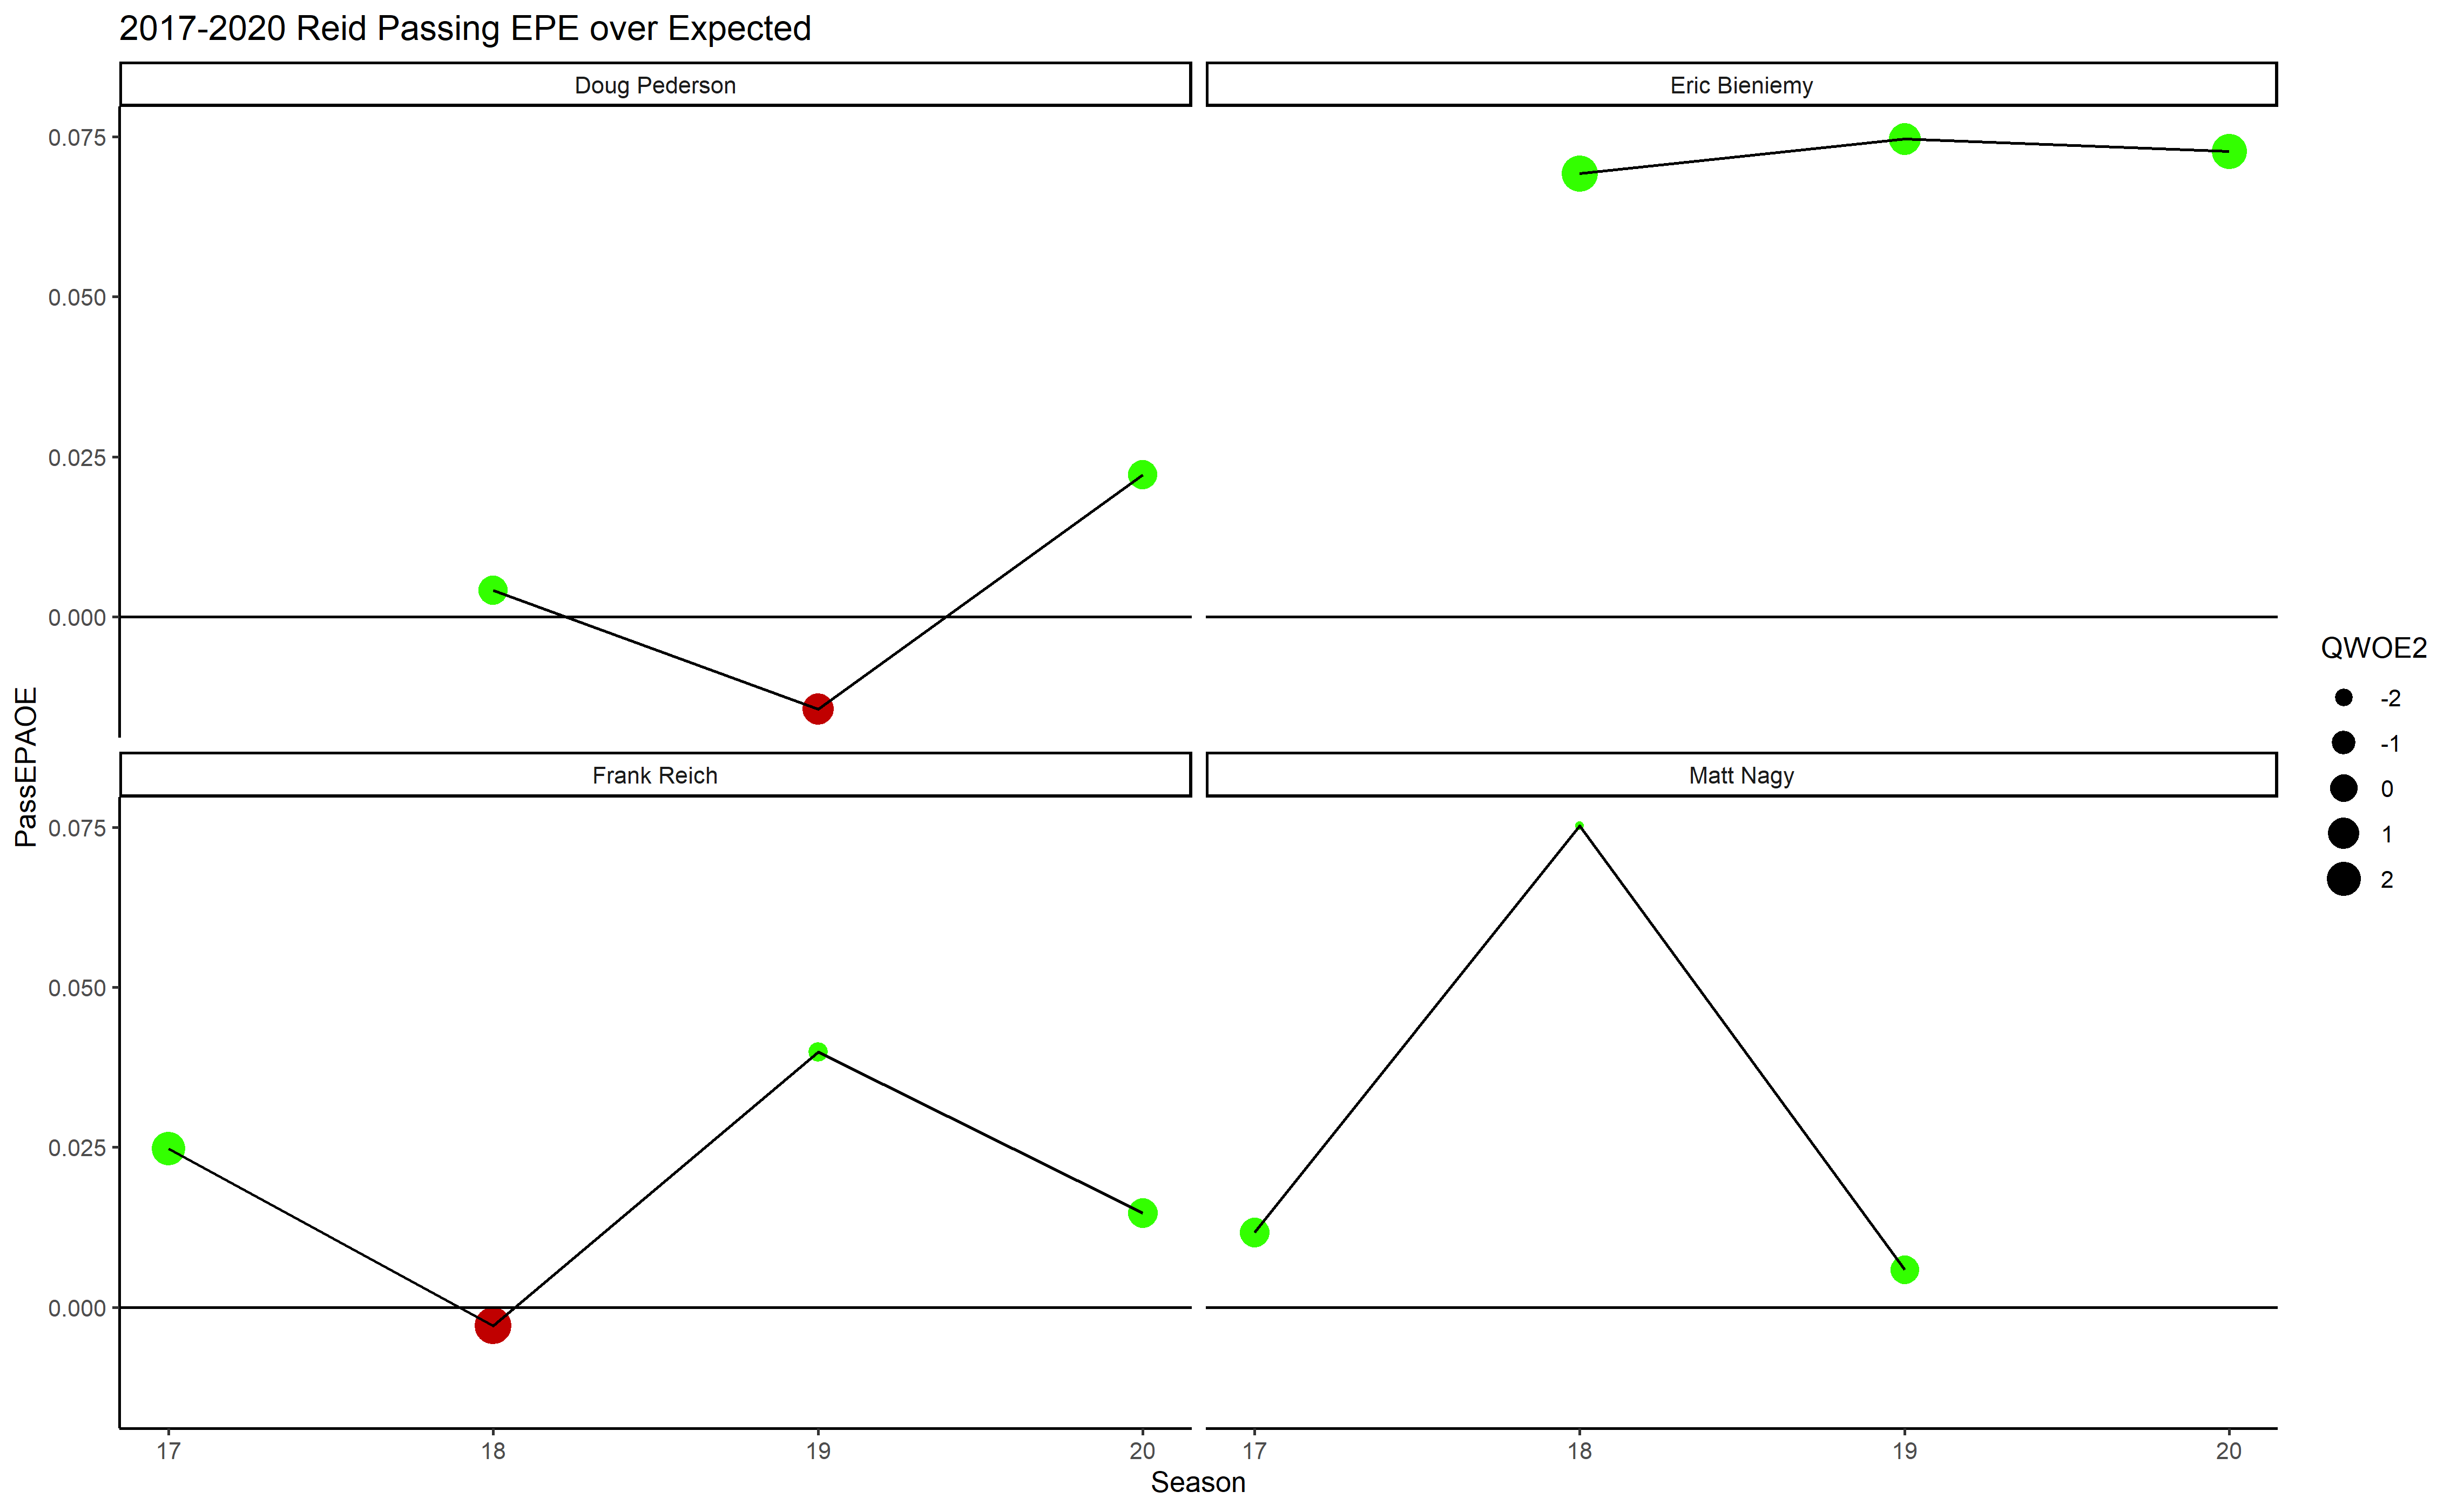 2017-2020 Reid Passing EPE over Expected
Doug Pederson
Eric Bieniemy
0.075
0.050
0.025
0.000
Frank Reich
Matt Nagy
0.075
0.050
0.025
0.000
PassEPAOE
17
18
19
20
17
18
19
20
Season
QWOE2
-2
-1
0
1
2